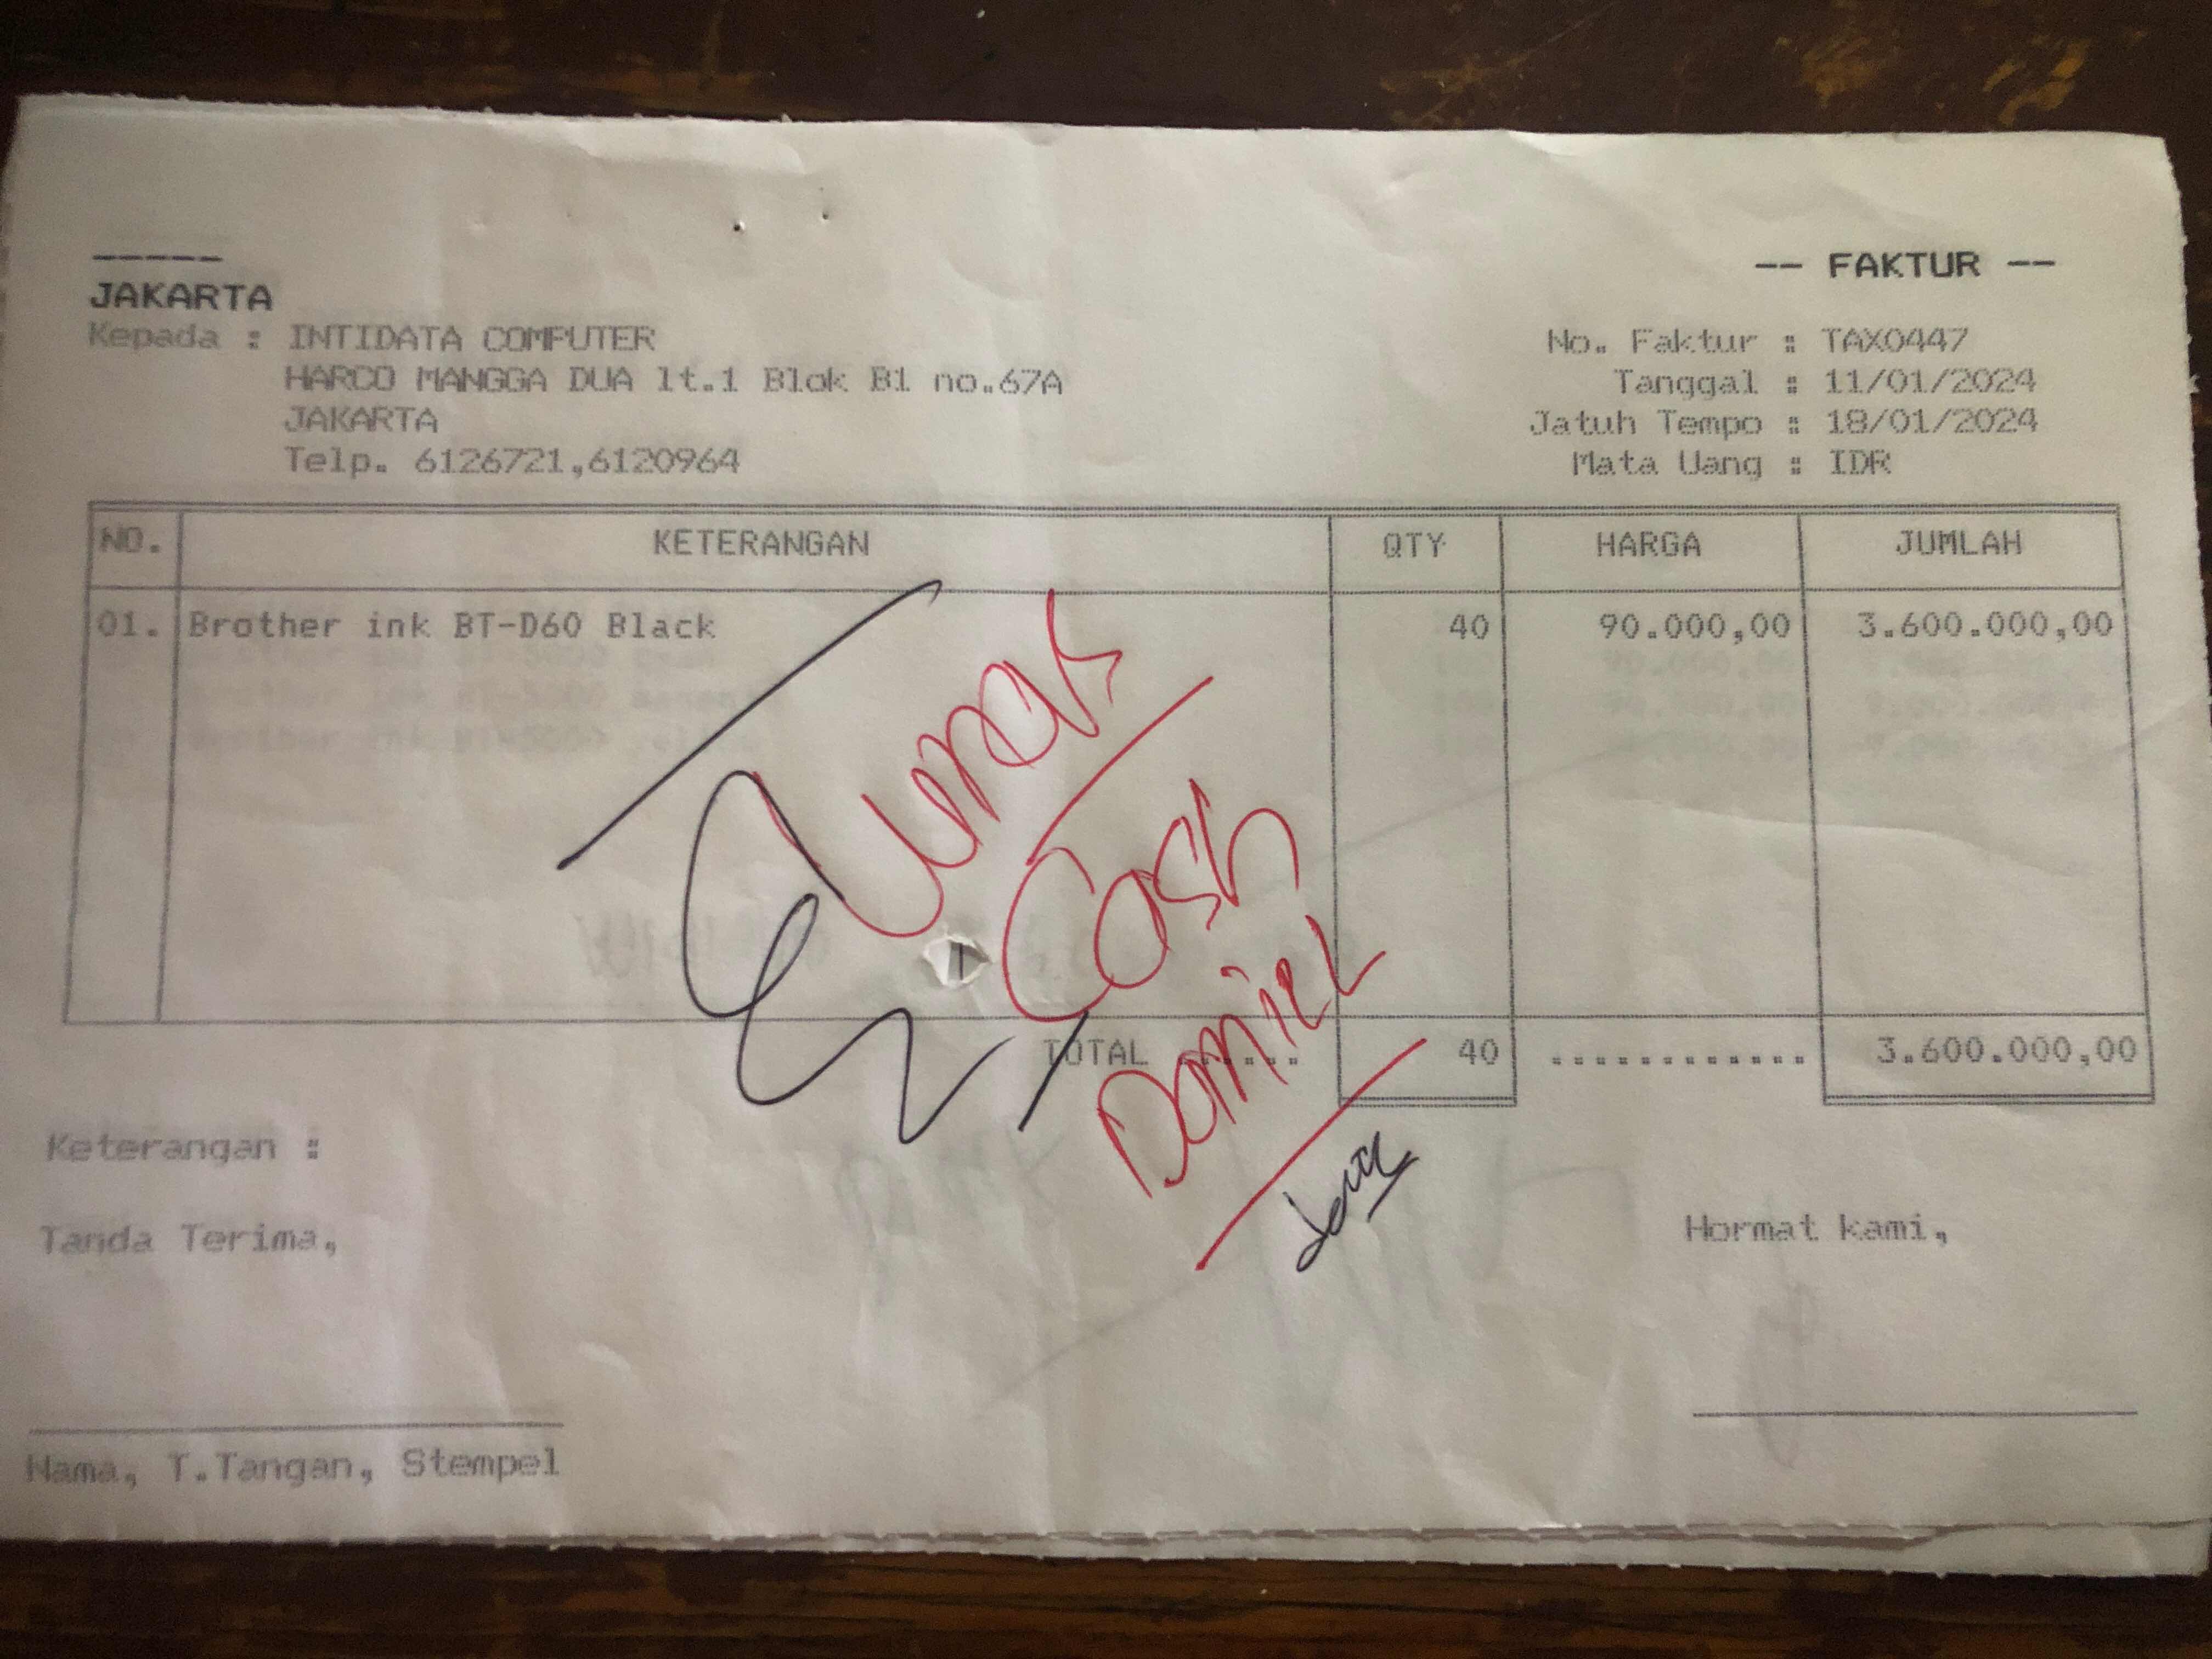 -----
JAKARTA
-- FAKTUR --
Kepada : INTIDATA COMPUTER
HARCO MANGGA DUA lt.1 Blok B1 no.67A
JAKARTA
Telp. 6126721,6120964
No. Faktur : TAX0447
Tanggal : 11/01/2024
Jatuh Tempo : 18/01/2024
Mata Uang : IDR
NO. KETERANGAN QTY HARGA JUMLAH
01. Brother ink BT-D60 Black 40 90.000,00 3.600.000,00
Lunas
Cash
Daniel
TOTAL ...... 40 ............ 3.600.000,00
Keterangan :
Tanda Terima,
Hormat kami,
Nama, T.Tangan, Stempel